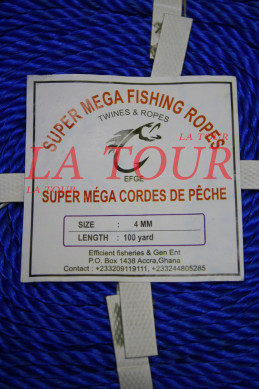 SUPER MEGA FISHING ROPES
TWINES & ROPES
LA TOUR
EFGE
LA TOUR
LA TOUR
SUPER MÉGA CORDES DE PÊCHE
SIZE : 4 MM
LENGTH : 100 yard
Efficient fisheries & Gen Ent
P.O. Box 1438 Accra,Ghana
Contact : +233209119111, +233244805285